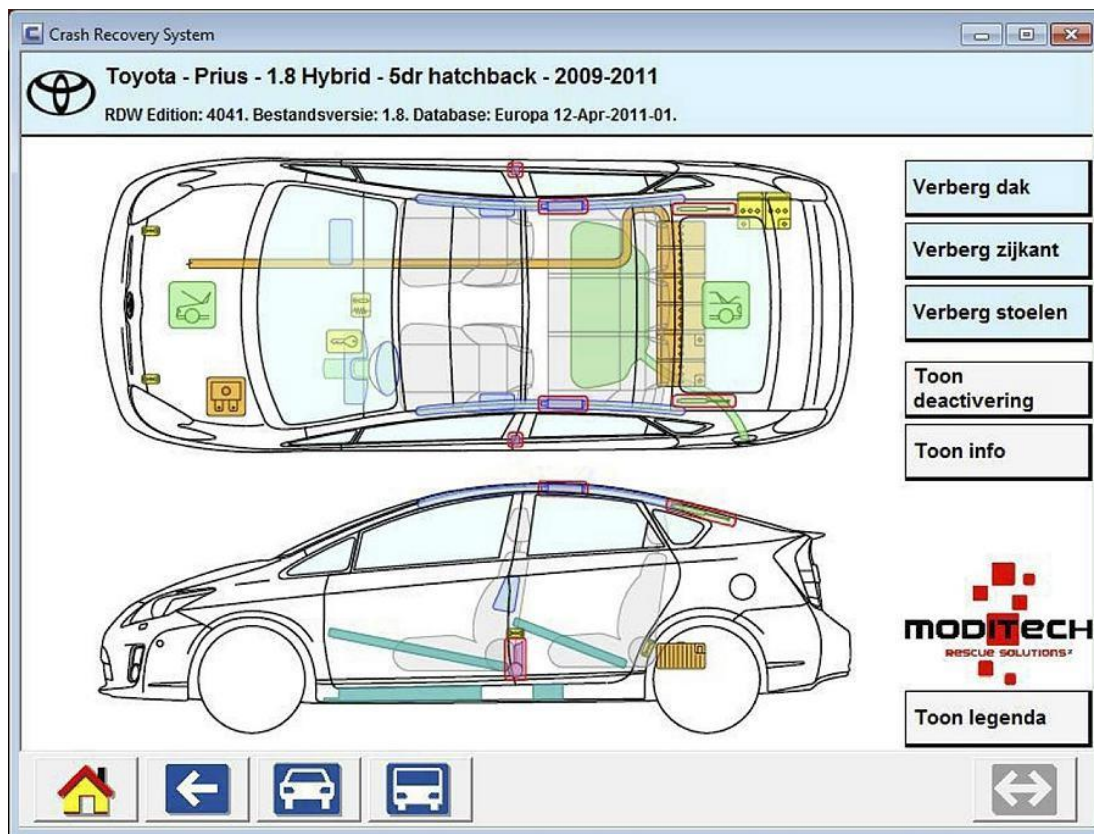 Crash Recovery System
Toyota - Prius - 1.8 Hybrid - 5dr hatchback - 2009-2011
RDW Edition: 4041. Bestandsversie: 1.8. Database: Europa 12-Apr-2011-01.
Verberg dak
Verberg zijkant
Verberg stoelen
Toon
deactivering
Toon info
MODITECH
RESCUE SOLUTIONS
Toon legenda